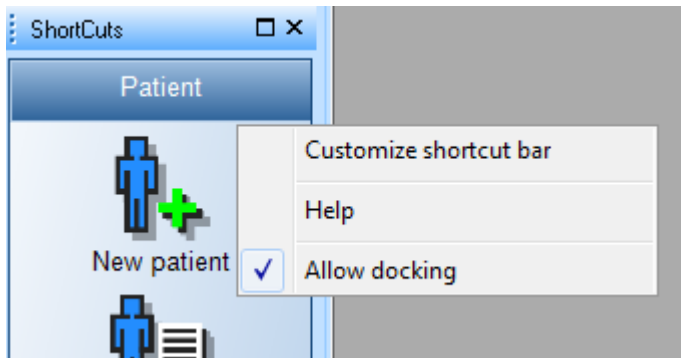 ShortCuts
Patient
New patient
Customize shortcut bar
Help
Allow docking